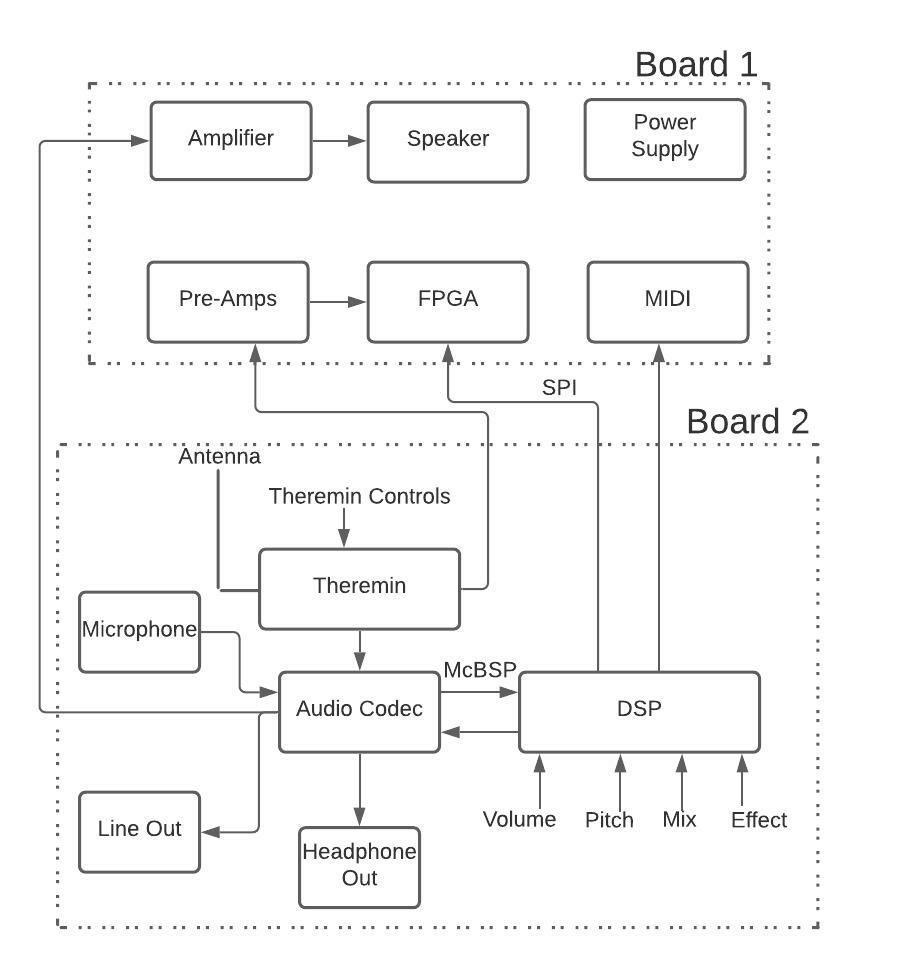 Board 1
Amplifier
Speaker
Power
Supply
Pre-Amps
FPGA
MIDI
SPI
Board 2
Antenna
Theremin Controls
Theremin
Microphone
McBSP
Audio Codec
DSP
Volume
Pitch
Mix
Effect
Line Out
Headphone
Out